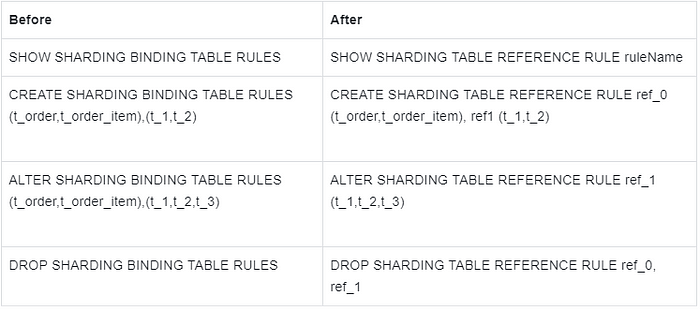 Before
After
SHOW SHARDING BINDING TABLE RULES
SHOW SHARDING TABLE REFERENCE RULE ruleName
CREATE SHARDING BINDING TABLE RULES
(t_order,t_order_item),(t_1,t_2)
CREATE SHARDING TABLE REFERENCE RULE ref_0
(t_order,t_order_item), ref1 (t_1,t_2)
ALTER SHARDING BINDING TABLE RULES
(t_order,t_order_item),(t_1,t_2,t_3)
ALTER SHARDING TABLE REFERENCE RULE ref_1
(t_1,t_2,t_3)
DROP SHARDING BINDING TABLE RULES
DROP SHARDING TABLE REFERENCE RULE ref_0,
ref_1